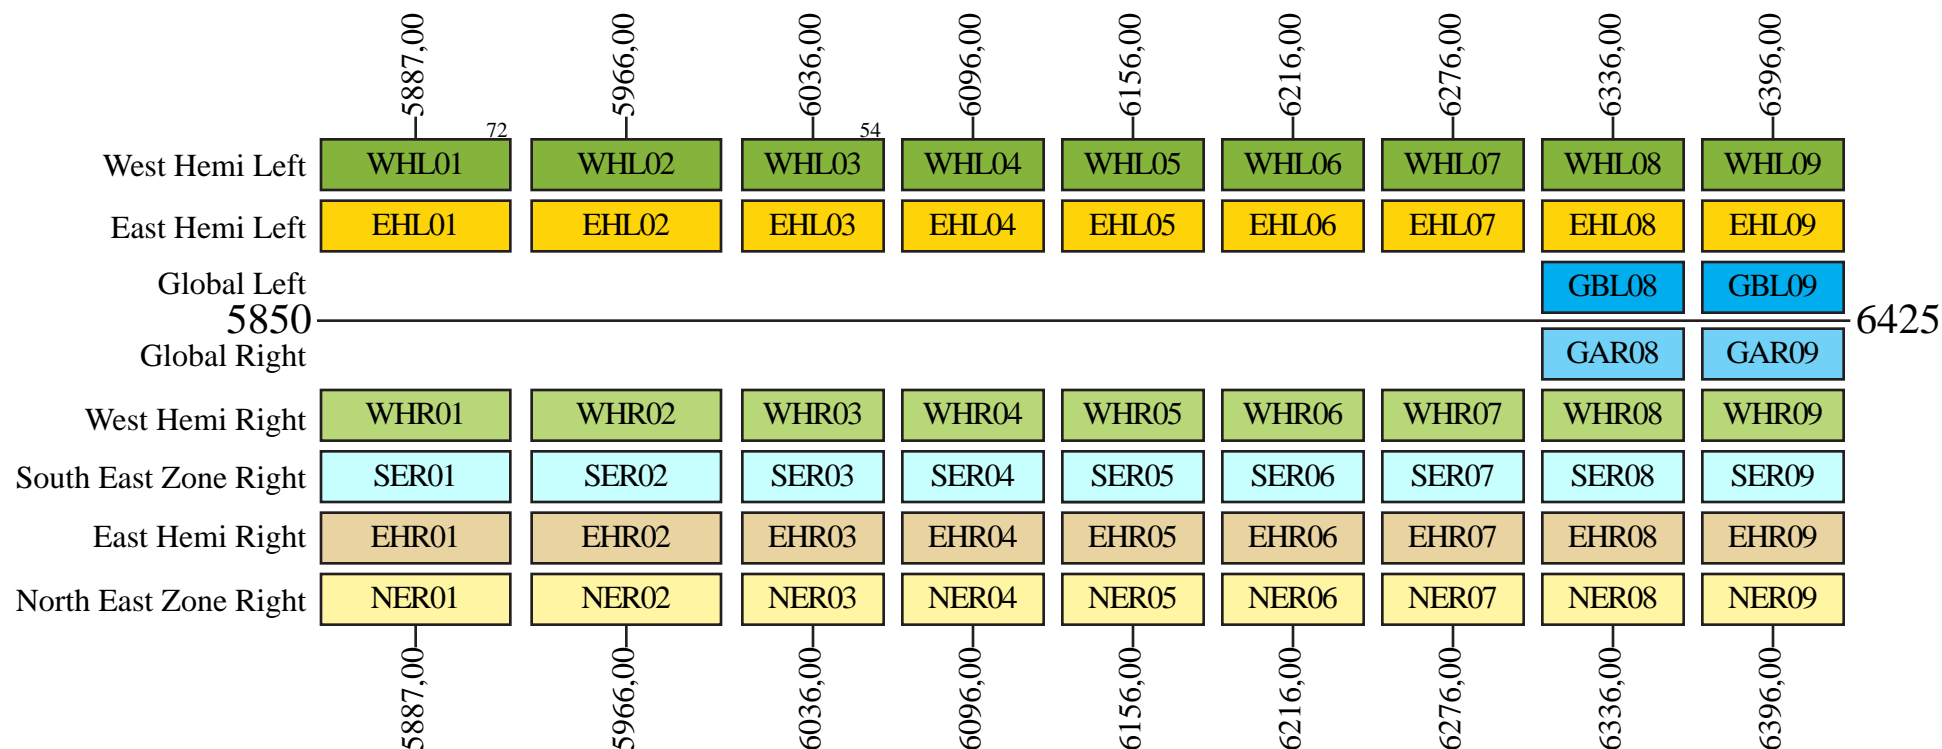 5887,00 5966,00 6036,00 6096,00 6156,00 6216,00 6276,00 6336,00 6396,00
72 54
West Hemi Left WHL01 WHL02 WHL03 WHL04 WHL05 WHL06 WHL07 WHL08 WHL09
East Hemi Left EHL01 EHL02 EHL03 EHL04 EHL05 EHL06 EHL07 EHL08 EHL09
Global Left GBL08 GBL09
5850 6425
Global Right GAR08 GAR09
West Hemi Right WHR01 WHR02 WHR03 WHR04 WHR05 WHR06 WHR07 WHR08 WHR09
South East Zone Right SER01 SER02 SER03 SER04 SER05 SER06 SER07 SER08 SER09
East Hemi Right EHR01 EHR02 EHR03 EHR04 EHR05 EHR06 EHR07 EHR08 EHR09
North East Zone Right NER01 NER02 NER03 NER04 NER05 NER06 NER07 NER08 NER09
5887,00 5966,00 6036,00 6096,00 6156,00 6216,00 6276,00 6336,00 6396,00